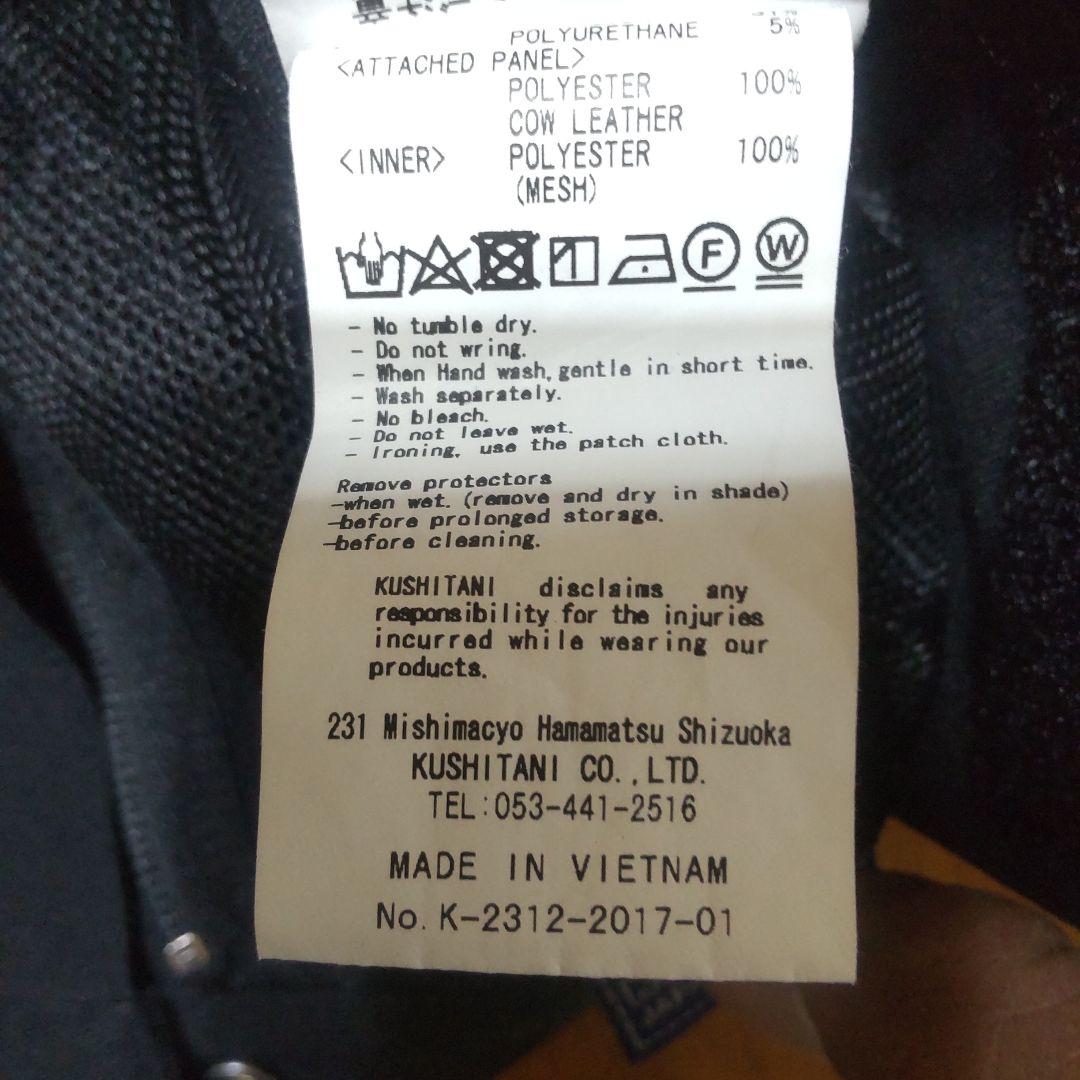 POLYURETHANE 5%
<ATTACHED PANEL>
POLYESTER 100%
COW LEATHER
<INNER> POLYESTER 100%
(MESH)
F W
- No tumble dry.
- Do not wring.
- When Hand wash, gentle in short time.
- Wash separately.
- No bleach.
- Do not leave wet.
- Ironing, use the patch cloth.
Remove protectors
-when wet. (remove and dry in shade)
-before prolonged storage.
-before cleaning.
KUSHITANI disclaims any
responsibility for the injuries
incurred while wearing our
products.
231 Mishimacyo Hamamatsu Shizuoka
KUSHITANI CO.,LTD.
TEL:053-441-2516
MADE IN VIETNAM
No. K-2312-2017-01